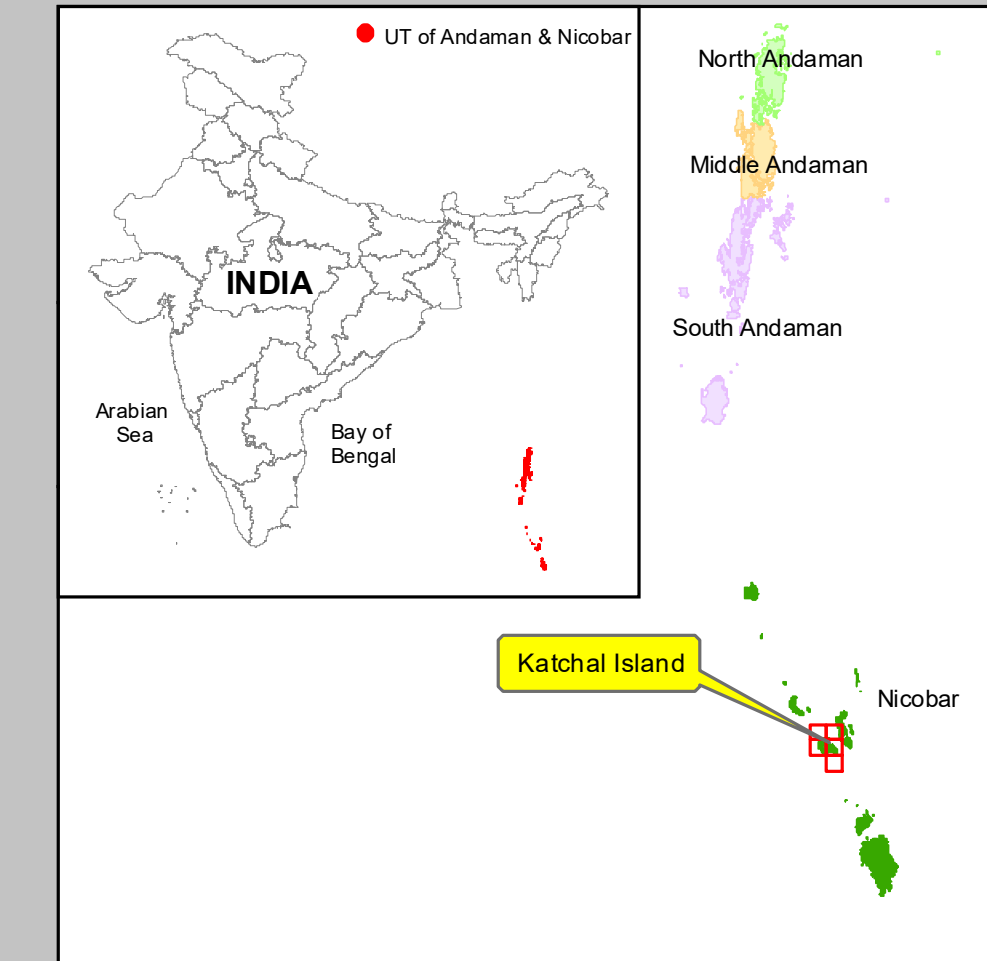 UT of Andaman & Nicobar
INDIA
Arabian
Sea
Bay of
Bengal
North Andaman
Middle Andaman
South Andaman
Katchal Island
Nicobar